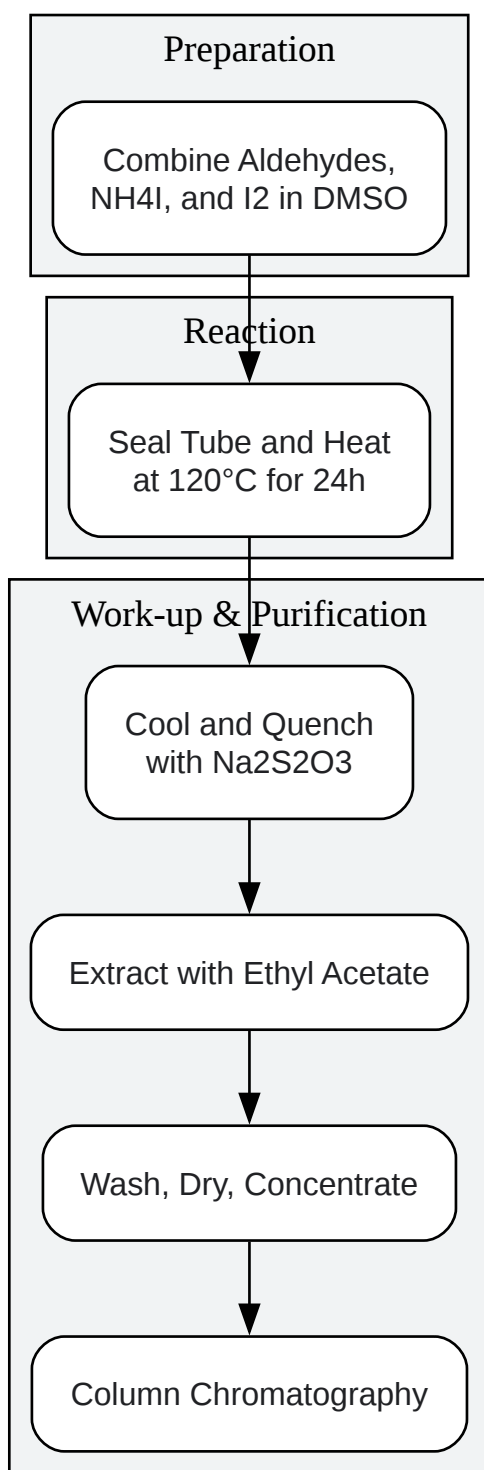 Preparation
Combine Aldehydes,
NH4I, and I2 in DMSO
Reaction
Seal Tube and Heat
at 120°C for 24h
Work-up & Purification
Cool and Quench
with Na2S2O3
Extract with Ethyl Acetate
Wash, Dry, Concentrate
Column Chromatography